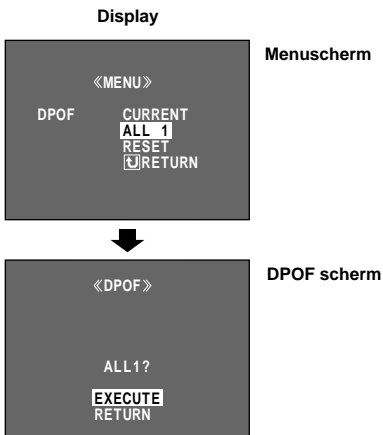 Display
Menuscherm
《MENU》
DPOF CURRENT
ALL 1
RESET
RETURN
DPOF scherm
《DPOF》
ALL1?
EXECUTE
RETURN